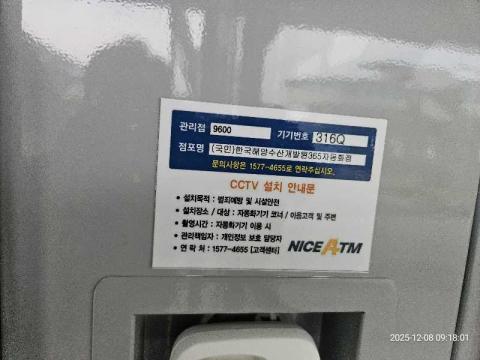 관리점 9600 기기번호 316Q
점포명 (국민)한국해양수산개발원365자동화점
문의사항은 1577-4655로 연락주십시오.
CCTV 설치 안내문
• 설치목적 : 범죄예방 및 시설안전
• 설치장소 / 대상 : 자동화기기 코너 / 이용고객 및 주변
• 촬영시간 : 자동화기기 이용 시
• 관리책임자 : 개인정보 보호 담당자
• 연 락 처 : 1577-4655 [고객센터]
NICE ATM
2025-12-08 09:18:01